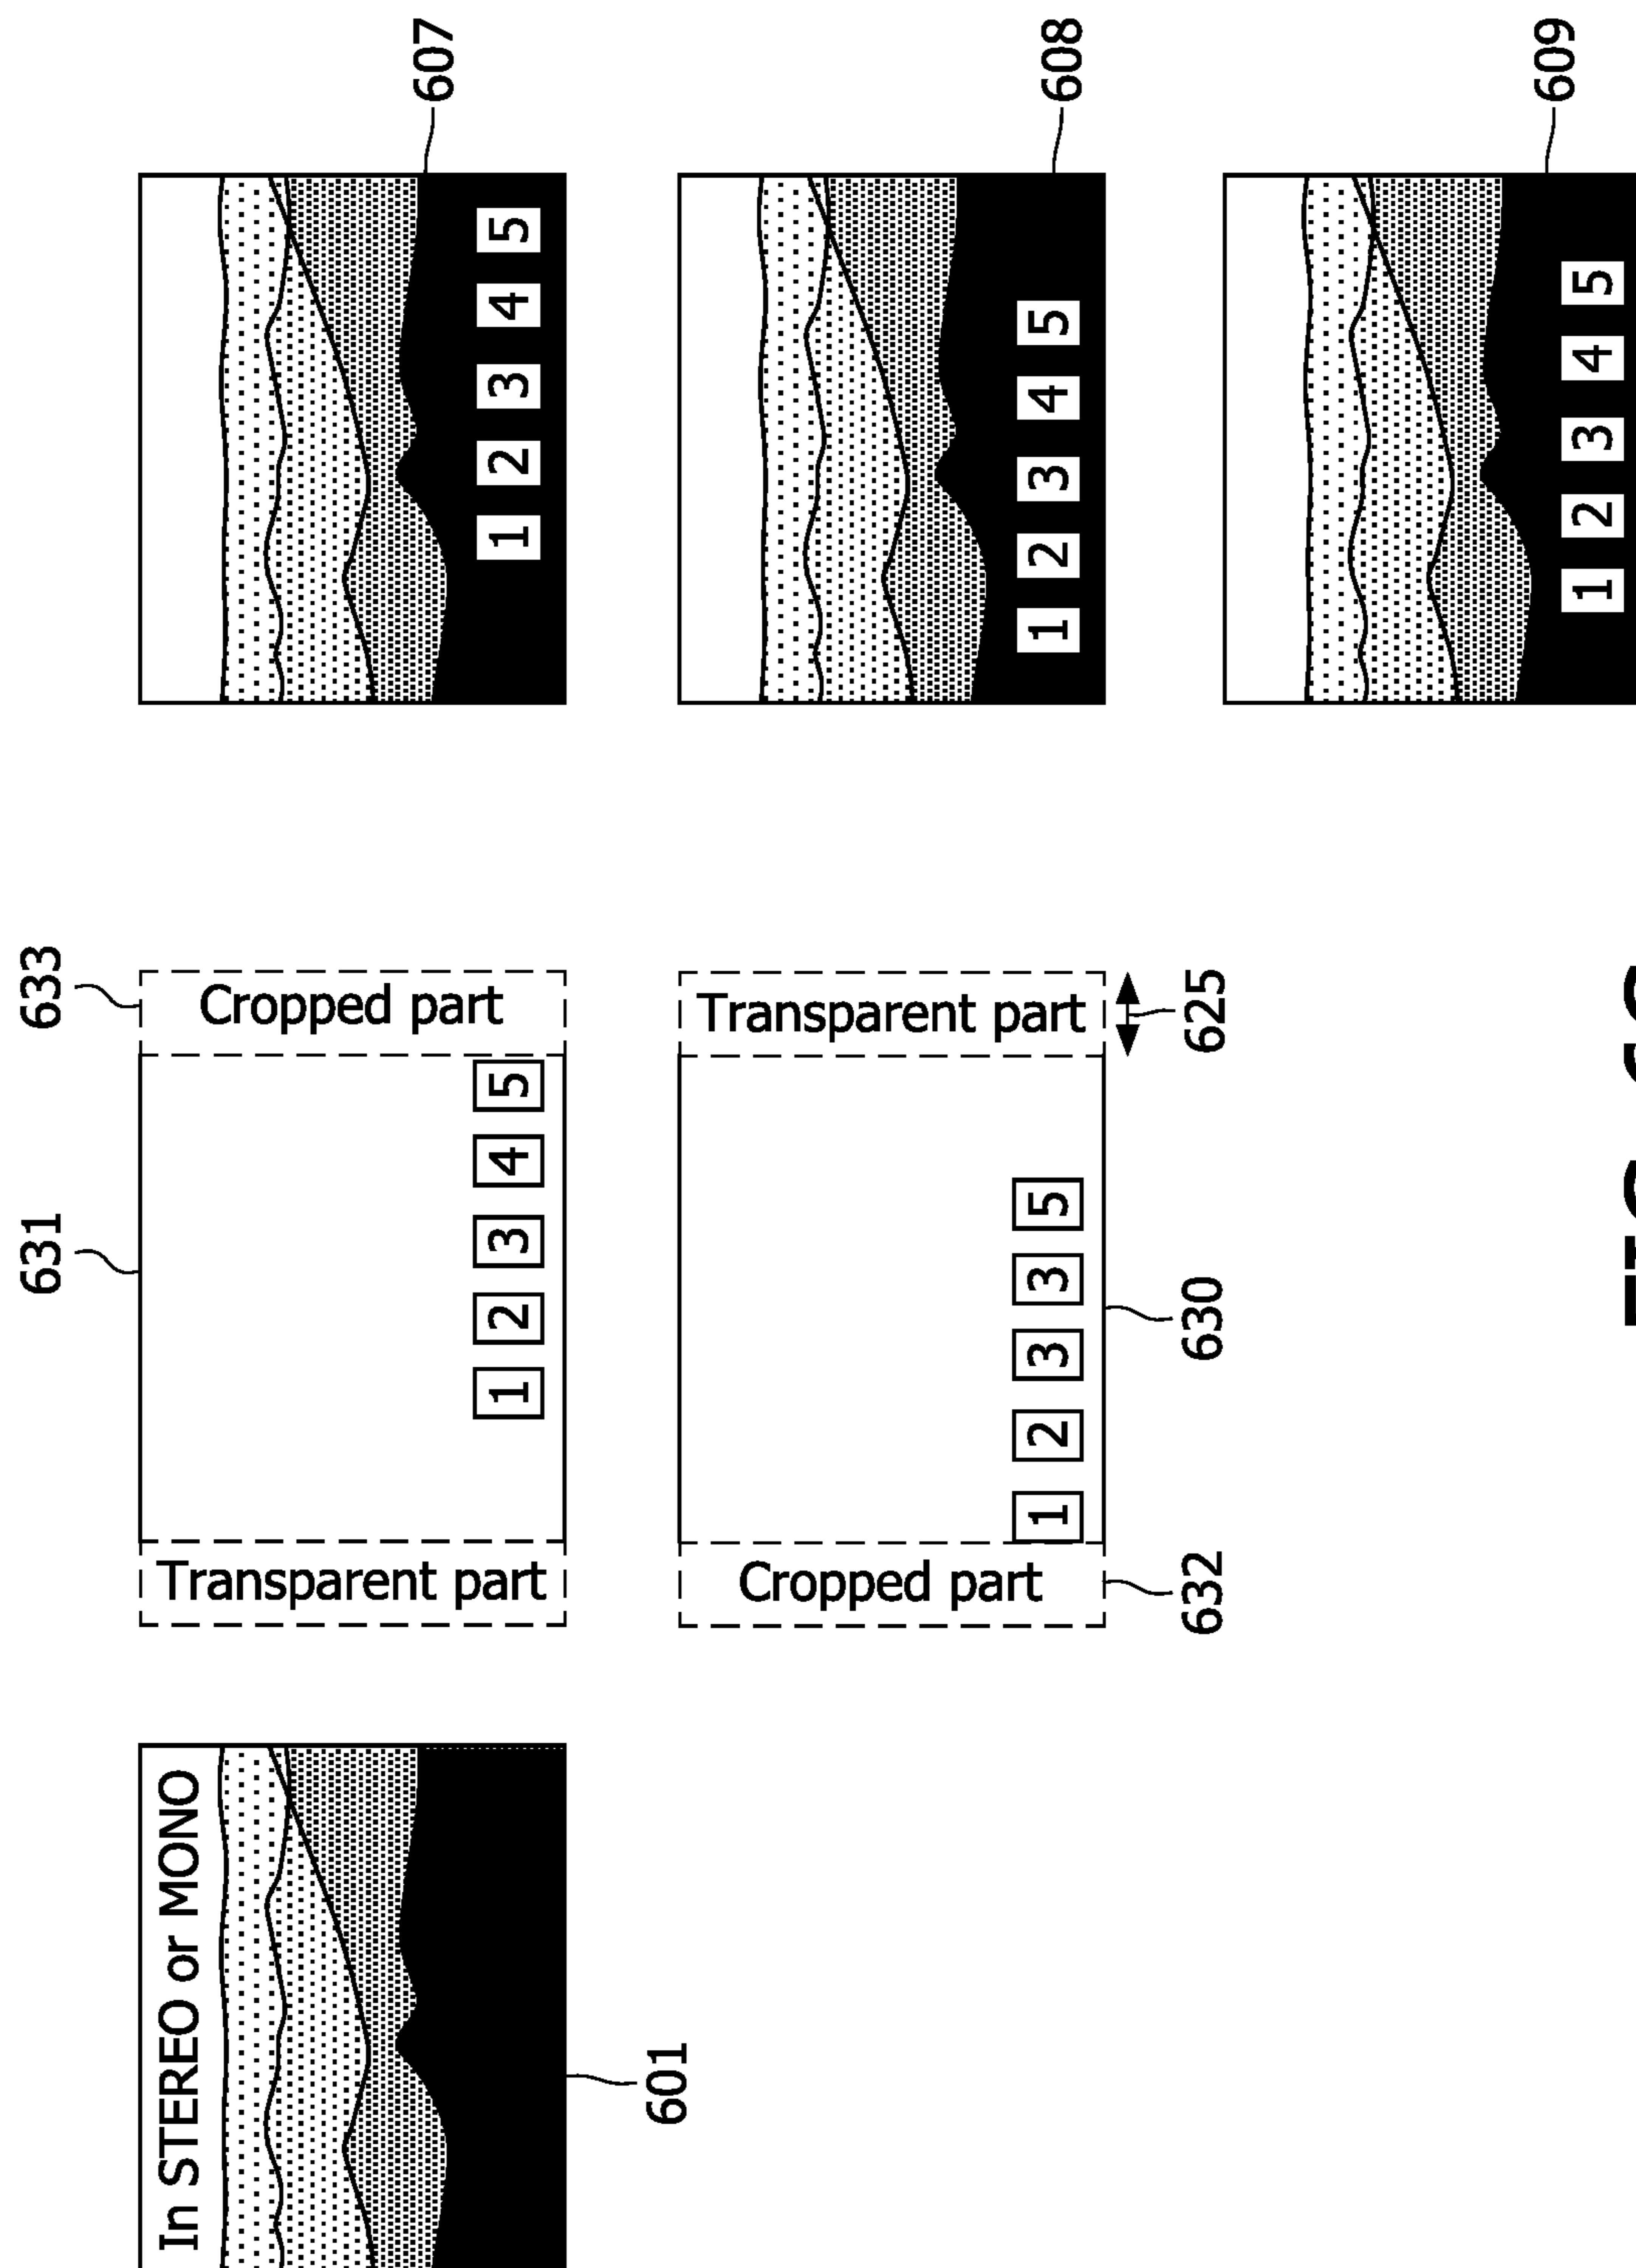 631
633
In STEREO or MONO
Transparent part
Cropped part
607
1 2 3 4 5
1 2 3 4 5
601
Cropped part
Transparent part
608
1 2 3 3 5
1 2 3 4 5
632
630
625
609
1 2 3 4 5